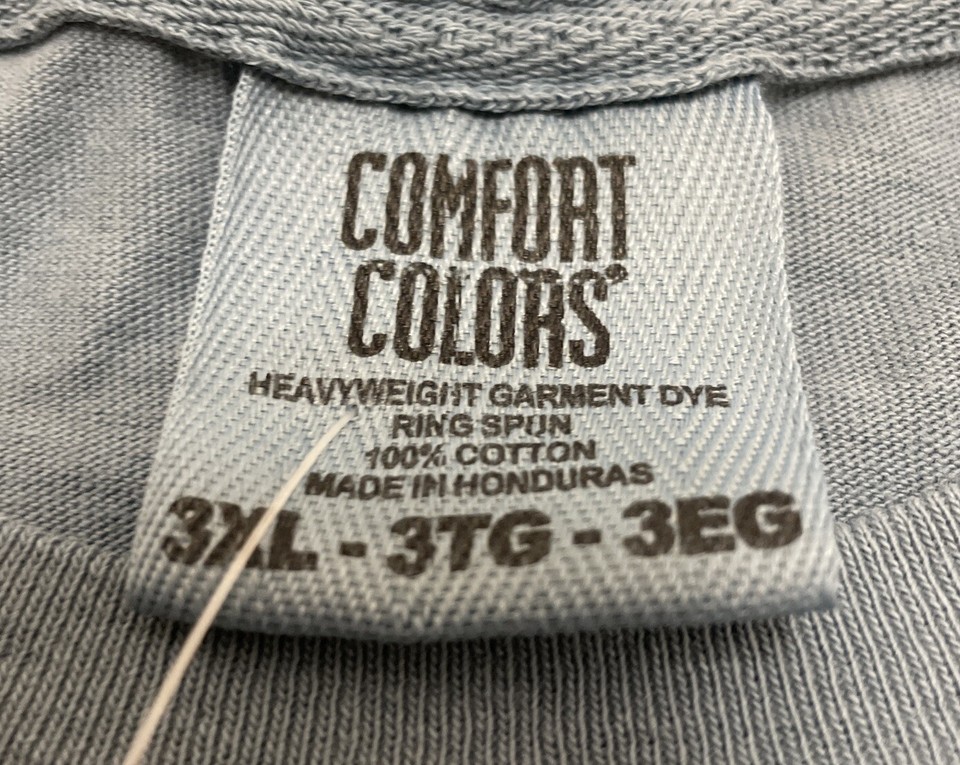 COMFORT
COLORS®
HEAVYWEIGHT GARMENT DYE
RING SPUN
100% COTTON
MADE IN HONDURAS
3XL - 3TG - 3EG